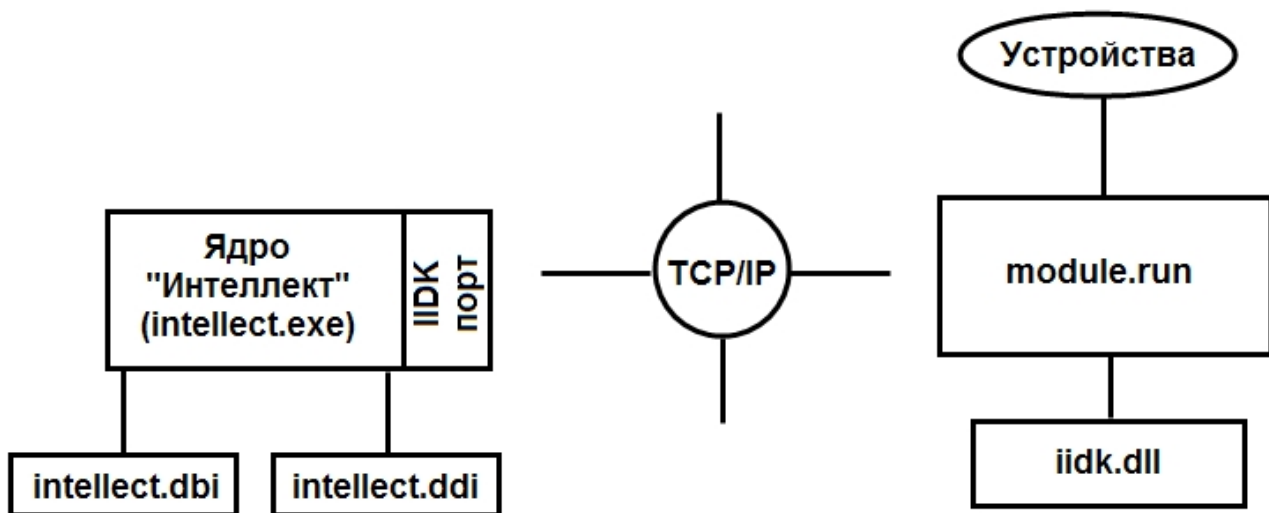 Устройства
Ядро
"Интеллект"
(intellect.exe)
IIDK
порт
TCP/IP
module.run
intellect.dbi
intellect.ddi
iidk.dll